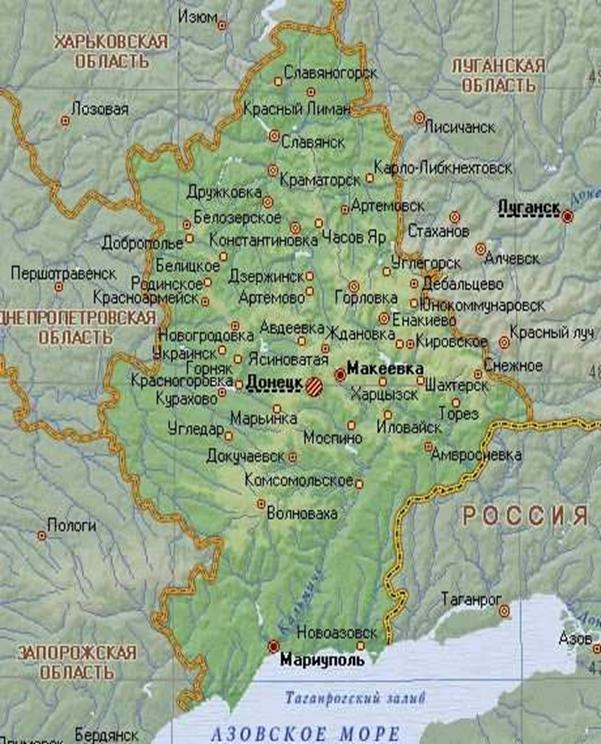 Изюм
ХАРЬКОВСКАЯ
ОБЛАСТЬ
ЛУГАНСКАЯ
ОБЛАСТЬ
Славяногорск
Красный Лиман
Лозовая
Лисичанск
Славянск
Карло-Либкнехтовск
Краматорск
Дружковка
Артемовск
Луганск
Белозерское
Стаханов
Доброполье
Константиновка
Часов Яр
Алчевск
Белицкое
Углегорск
Першотравенск
Родинское
Дзержинск
Дебальцево
Красноармейск
Артемово
Горловка
Юнокоммунаровск
ДНЕПРОПЕТРОВСКАЯ
ОБЛАСТЬ
Енакиево
Авдеевка
Ждановка
Красный луч
Новогродовка
Кировское
Украинск
Ясиноватая
Горняк
Макеевка
Снежное
Красногоровка
Донецк
Шахтерск
Курахово
Харцызск
Торез
Марьинка
Иловайск
Угледар
Моспино
Докучаевск
Амвросиевка
Комсомольское
Волноваха
РОССИЯ
Пологи
Кальмиус
Таганрог
Новоазовск
Азов
ЗАПОРОЖСКАЯ
ОБЛАСТЬ
Мариуполь
Таганрогский залив
Бердянск
АЗОВСКОЕ МОРЕ